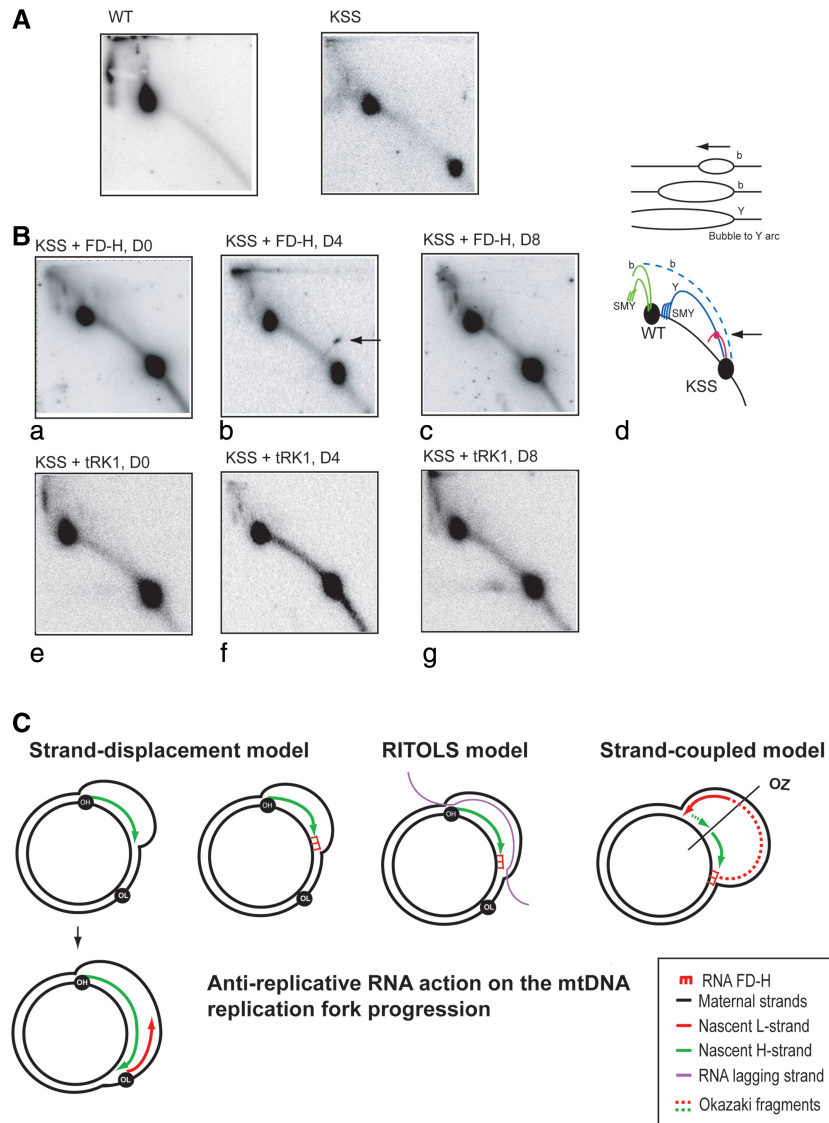 A
WT
KSS
b
b
Y
Bubble to Y arc
B
KSS + FD-H, D0
KSS + FD-H, D4
KSS + FD-H, D8
b
b
Y
SMY
SMY
WT
KSS
a
b
c
d
KSS + tRK1, D0
KSS + tRK1, D4
KSS + tRK1, D8
e
f
g
C
Strand-displacement model
RITOLS model
Strand-coupled model
OZ
OH
OH
OH
OL
OL
OL
Anti-replicative RNA action on the mtDNA
replication fork progression
OH
OL
RNA FD-H
Maternal strands
Nascent L-strand
Nascent H-strand
RNA lagging strand
Okazaki fragments